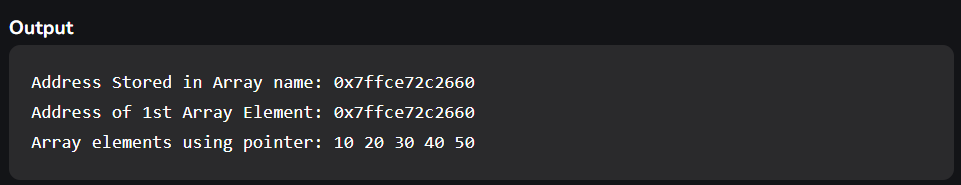 Output
Address Stored in Array name: 0x7ffce72c2660
Address of 1st Array Element: 0x7ffce72c2660
Array elements using pointer: 10 20 30 40 50